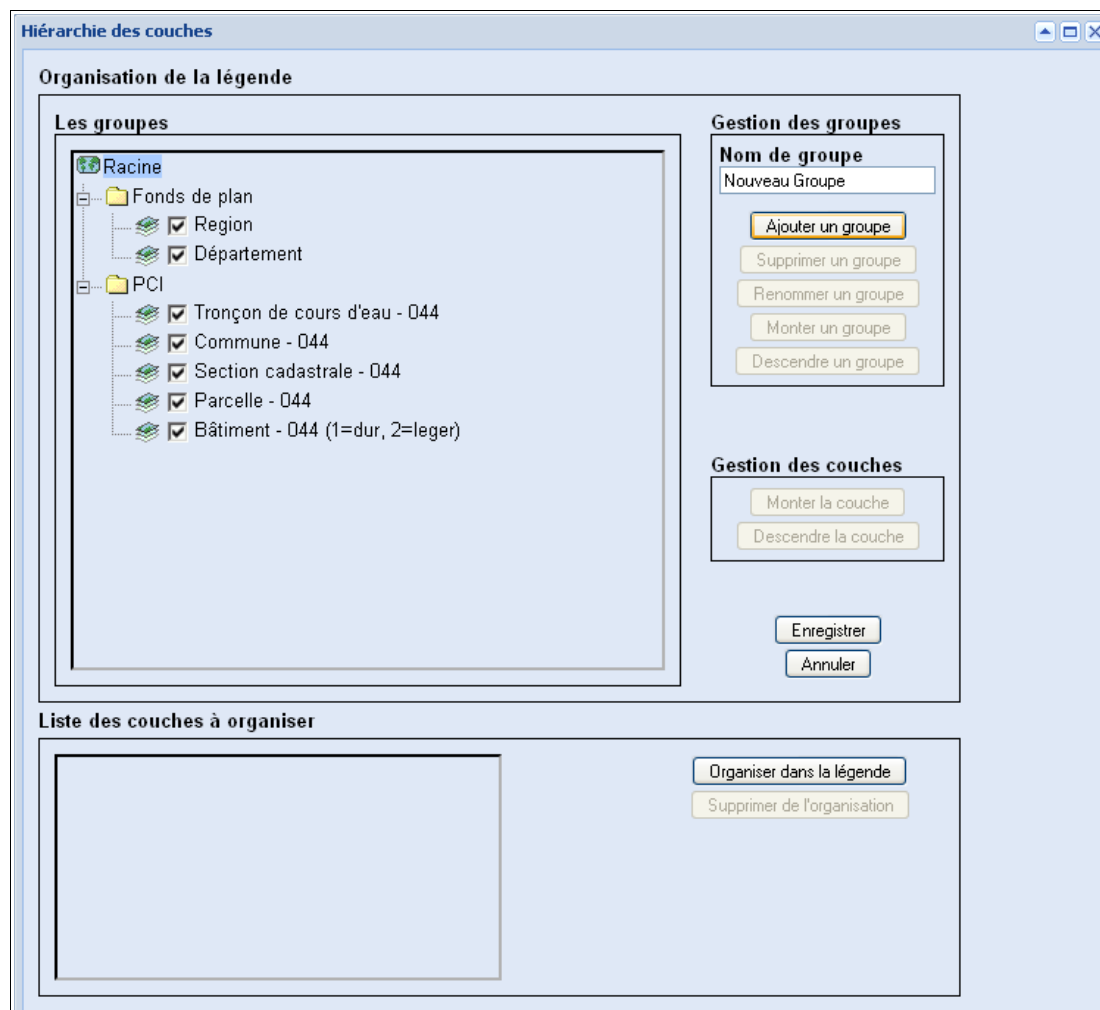 Hiérarchie des couches
Organisation de la légende
Les groupes
Racine
Fonds de plan
Region
Département
PCI
Tronçon de cours d'eau - 044
Commune - 044
Section cadastrale - 044
Parcelle - 044
Bâtiment - 044 (1=dur, 2=leger)
Gestion des groupes
Nom de groupe
Nouveau Groupe
Ajouter un groupe
Supprimer un groupe
Renommer un groupe
Monter un groupe
Descendre un groupe
Gestion des couches
Monter la couche
Descendre la couche
Enregistrer
Annuler
Liste des couches à organiser
Organiser dans la légende
Supprimer de l'organisation